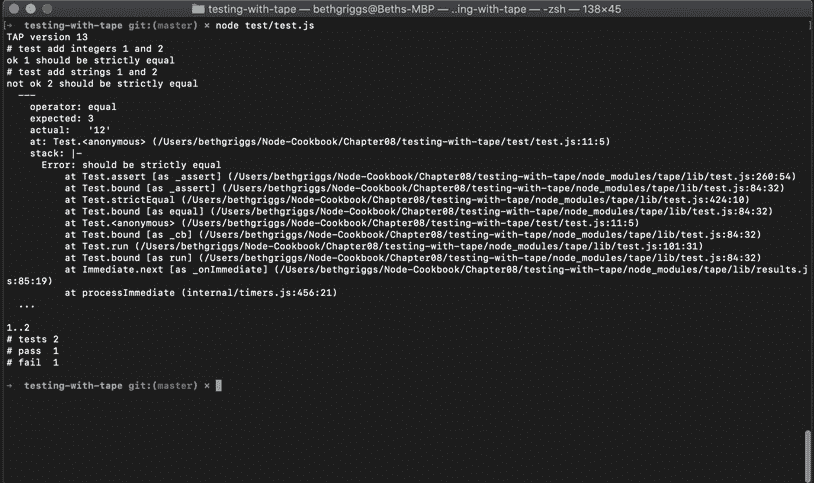 testing-with-tape — bethgriggs@Beths-MBP — ..ing-with-tape — -zsh — 138×45
[→ testing-with-tape git:(master) × node test/test.js ]
TAP version 13
# test add integers 1 and 2
ok 1 should be strictly equal
# test add strings 1 and 2
not ok 2 should be strictly equal
---
operator: equal
expected: 3
actual: '12'
at: Test.<anonymous> (/Users/bethgriggs/Node-Cookbook/Chapter08/testing-with-tape/test/test.js:11:5)
stack: |-
Error: should be strictly equal
at Test.assert [as _assert] (/Users/bethgriggs/Node-Cookbook/Chapter08/testing-with-tape/node_modules/tape/lib/test.js:260:54)
at Test.bound [as _assert] (/Users/bethgriggs/Node-Cookbook/Chapter08/testing-with-tape/node_modules/tape/lib/test.js:84:32)
at Test.strictEqual (/Users/bethgriggs/Node-Cookbook/Chapter08/testing-with-tape/node_modules/tape/lib/test.js:424:10)
at Test.bound [as equal] (/Users/bethgriggs/Node-Cookbook/Chapter08/testing-with-tape/node_modules/tape/lib/test.js:84:32)
at Test.<anonymous> (/Users/bethgriggs/Node-Cookbook/Chapter08/testing-with-tape/test/test.js:11:5)
at Test.bound [as _cb] (/Users/bethgriggs/Node-Cookbook/Chapter08/testing-with-tape/node_modules/tape/lib/test.js:84:32)
at Test.run (/Users/bethgriggs/Node-Cookbook/Chapter08/testing-with-tape/node_modules/tape/lib/test.js:101:31)
at Test.bound [as run] (/Users/bethgriggs/Node-Cookbook/Chapter08/testing-with-tape/node_modules/tape/lib/test.js:84:32)
at Immediate.next [as _onImmediate] (/Users/bethgriggs/Node-Cookbook/Chapter08/testing-with-tape/node_modules/tape/lib/results.j
s:85:19)
at processImmediate (internal/timers.js:456:21)
...
1..2
# tests 2
# pass 1
# fail 1
→ testing-with-tape git:(master) ×